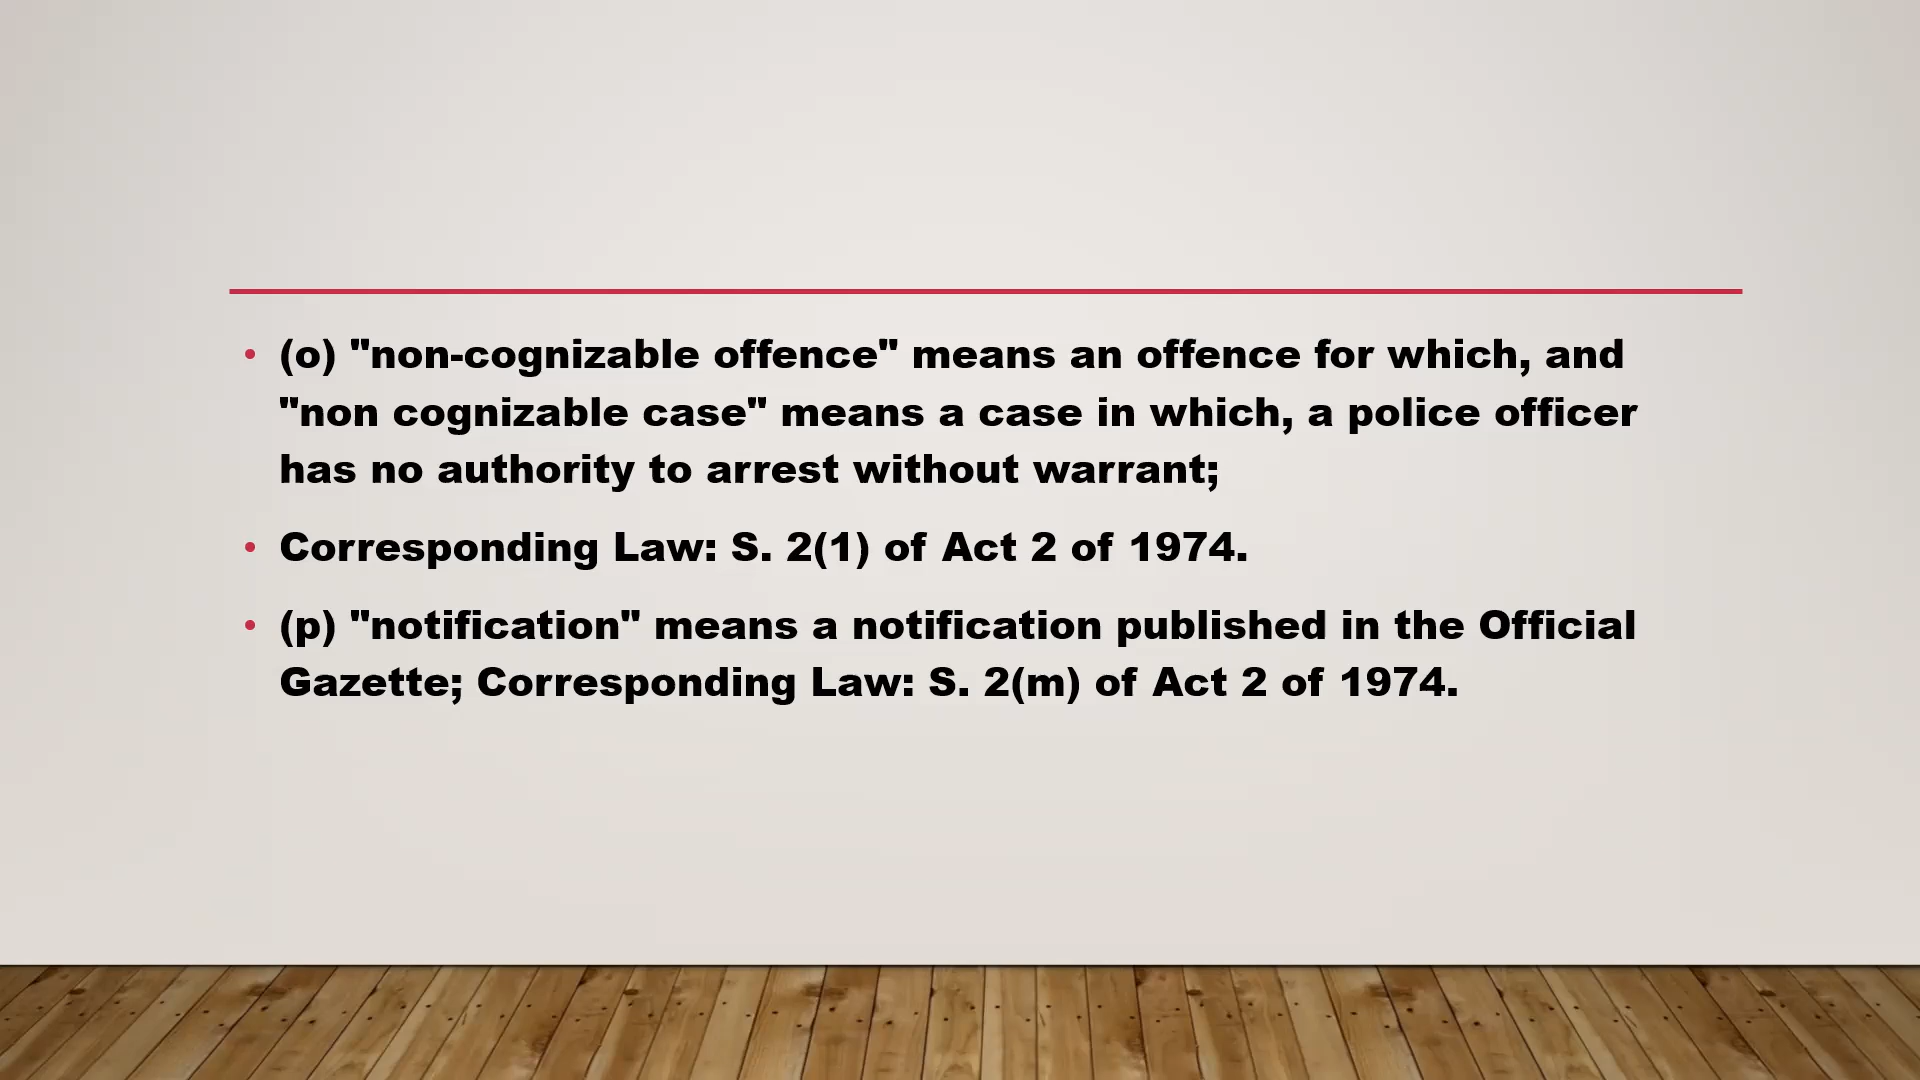 • (o) "non-cognizable offence" means an offence for which, and
"non cognizable case" means a case in which, a police officer
has no authority to arrest without warrant;
• Corresponding Law: S. 2(1) of Act 2 of 1974.
• (p) "notification" means a notification published in the Official
Gazette; Corresponding Law: S. 2(m) of Act 2 of 1974.